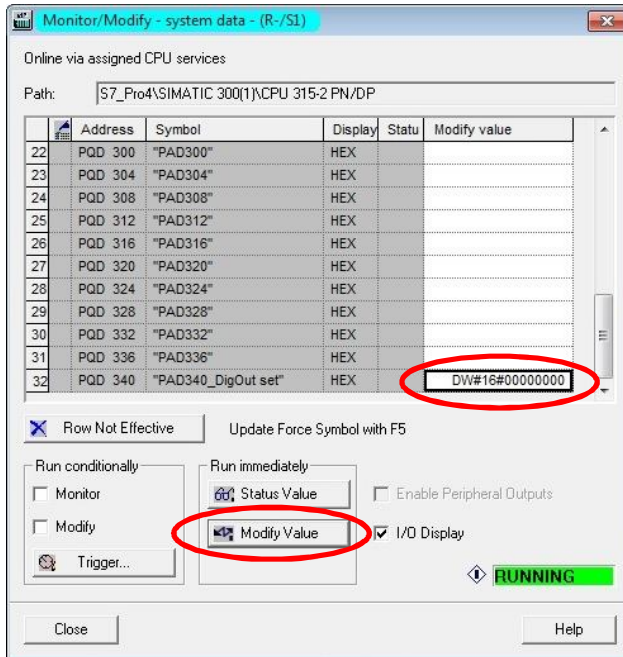 Monitor/Modify - system data - (R-/S1)
Online via assigned CPU services
Path: S7_Pro4\SIMATIC 300(1)\CPU 315-2 PN/DP
Address Symbol Display Statu Modify value
22 PQD 300 "PAD300" HEX
23 PQD 304 "PAD304" HEX
24 PQD 308 "PAD308" HEX
25 PQD 312 "PAD312" HEX
26 PQD 316 "PAD316" HEX
27 PQD 320 "PAD320" HEX
28 PQD 324 "PAD324" HEX
29 PQD 328 "PAD328" HEX
30 PQD 332 "PAD332" HEX
31 PQD 336 "PAD336" HEX
32 PQD 340 "PAD340_DigOut set" HEX DW#16#00000000
Row Not Effective Update Force Symbol with F5
Run conditionally Run immediately
Monitor Status Value Enable Peripheral Outputs
Modify Modify Value I/O Display
Trigger... RUNNING
Close Help